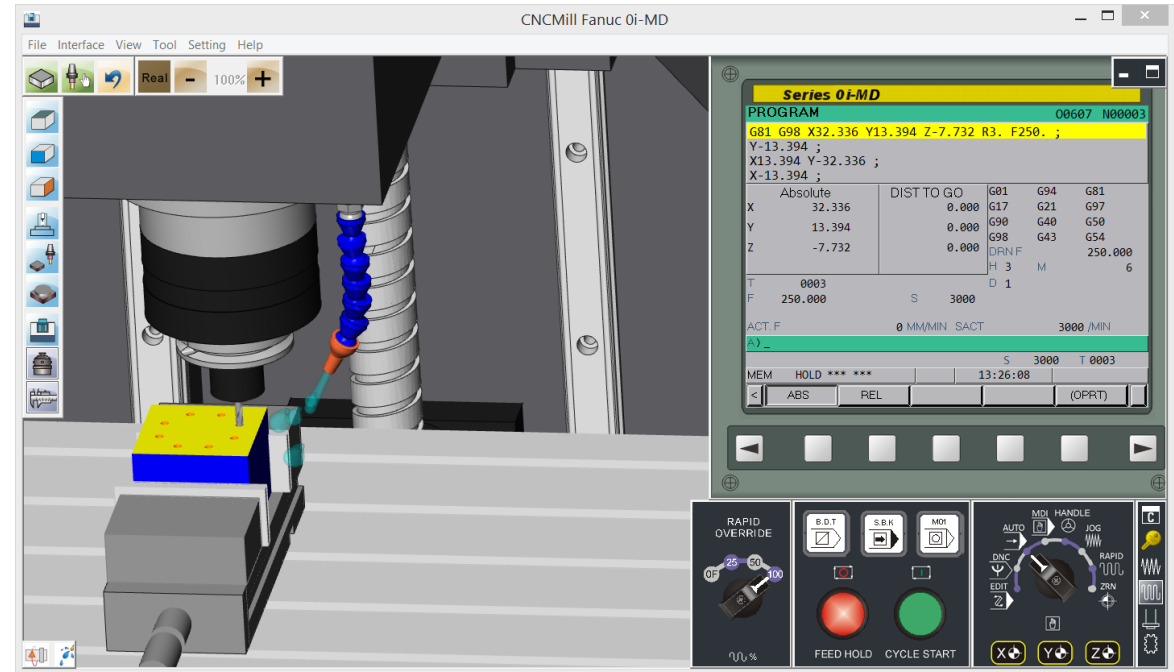 CNCMill Fanuc 0i-MD
File Interface View Tool Setting Help
Real - 100% +
Series 0i-MD
PROGRAM O0607 N00003
G81 G98 X32.336 Y13.394 Z-7.732 R3. F250. ;
Y-13.394 ;
X13.394 Y-32.336 ;
X-13.394 ;
Absolute DIST TO GO G01 G94 G81
X 32.336 0.000 G17 G21 G97
Y 13.394 0.000 G90 G40 G50
G98 G43 G54
Z -7.732 0.000 DRN F 250.000
H 3 M 6
T 0003 D 1
F 250.000 S 3000
ACT. F 0 MM/MIN SACT 3000 /MIN
A)_
S 3000 T 0003
MEM HOLD *** *** 13:26:08
< ABS REL (OPRT)
RAPID
OVERRIDE
0F 25 50 100
%
B.D.T S.B.K M01
FEED HOLD CYCLE START
MDI HANDLE
AUTO JOG
DNC RAPID
EDIT ZRN
X Y Z
C